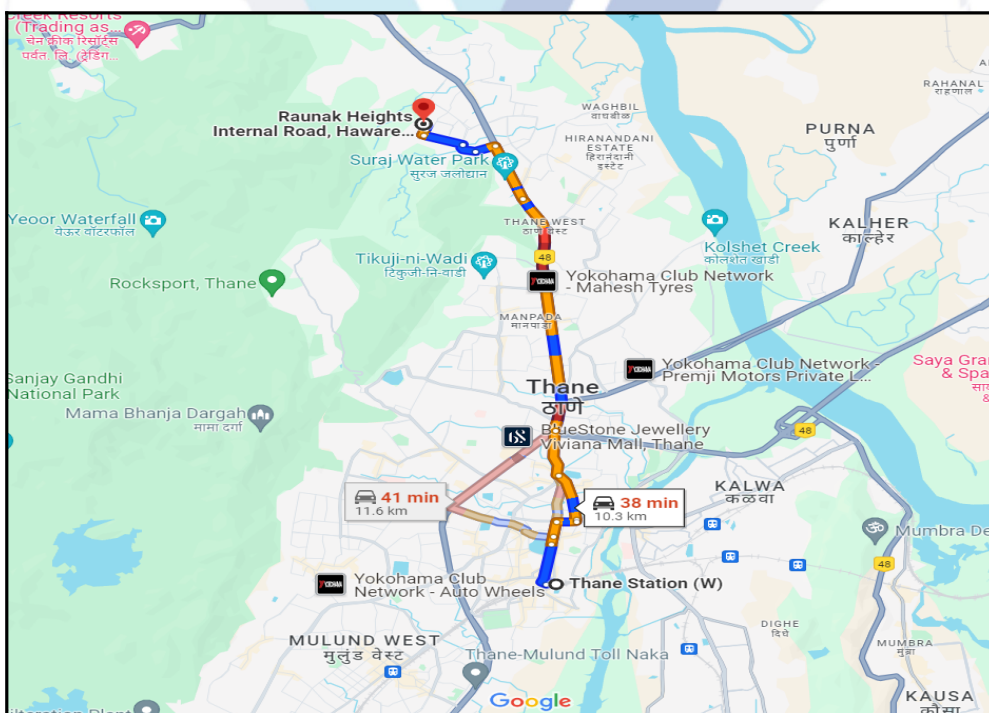 Creek Resorts
(Trading as...
चेन क्रीक रिसॉर्ट्स
पर्वत. लि. (ट्रेडिंग...
Raunak Heights
Internal Road, Haware...
WAGHBIL
वाघबीळ
RAHANAL
राहणाल
PURNA
पुर्णा
HIRANANDANI
ESTATE
हिरानंदानी
इस्टेट
Suraj Water Park
सुरज जलोद्यान
Yeoor Waterfall
येऊर वॉटरफॉल
THANE WEST
ठाणे वेस्ट
KALHER
काल्हेर
Kolshet Creek
कोलशेत खाडी
Tikuji-ni-Wadi
टिकुजी-नि-वाडी
48
Rocksport, Thane
Yokohama Club Network
- Mahesh Tyres
MANPADA
मानपाडा
Yokohama Club Network -
Premji Motors Private L...
Saya Gra
& Spa
Sanjay Gandhi
National Park
Thane
ठाणे
Mama Bhanja Dargah
मामा दर्गा
BlueStone Jewellery
Viviana Mall, Thane
48
41 min
11.6 km
38 min
10.3 km
KALWA
कळवा
Mumbra De
48
Yokohama Club
Network - Auto Wheels
Thane Station (W)
DIGHE
दिघे
MULUND WEST
मुलुंड वेस्ट
Thane-Mulund Toll Naka
MUMBRA
मुंब्रा
Google
KAUSA
कौसा